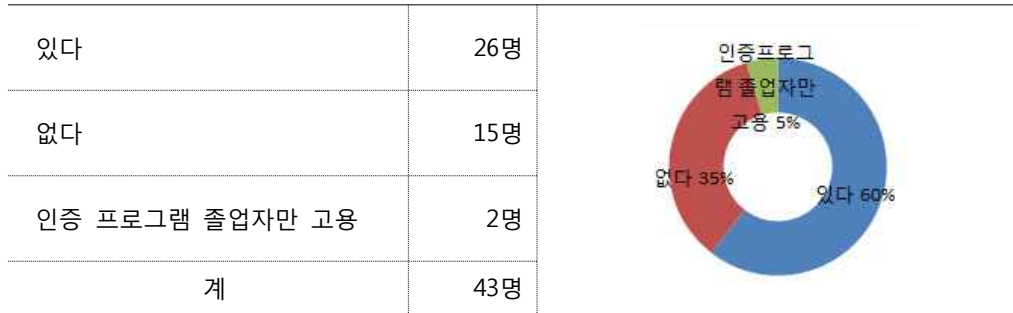 있다 26명
없다 15명
인증 프로그램 졸업자만 고용 2명
계 43명
인증프로그
램 졸업자만
고용 5%
없다 35%
있다 60%